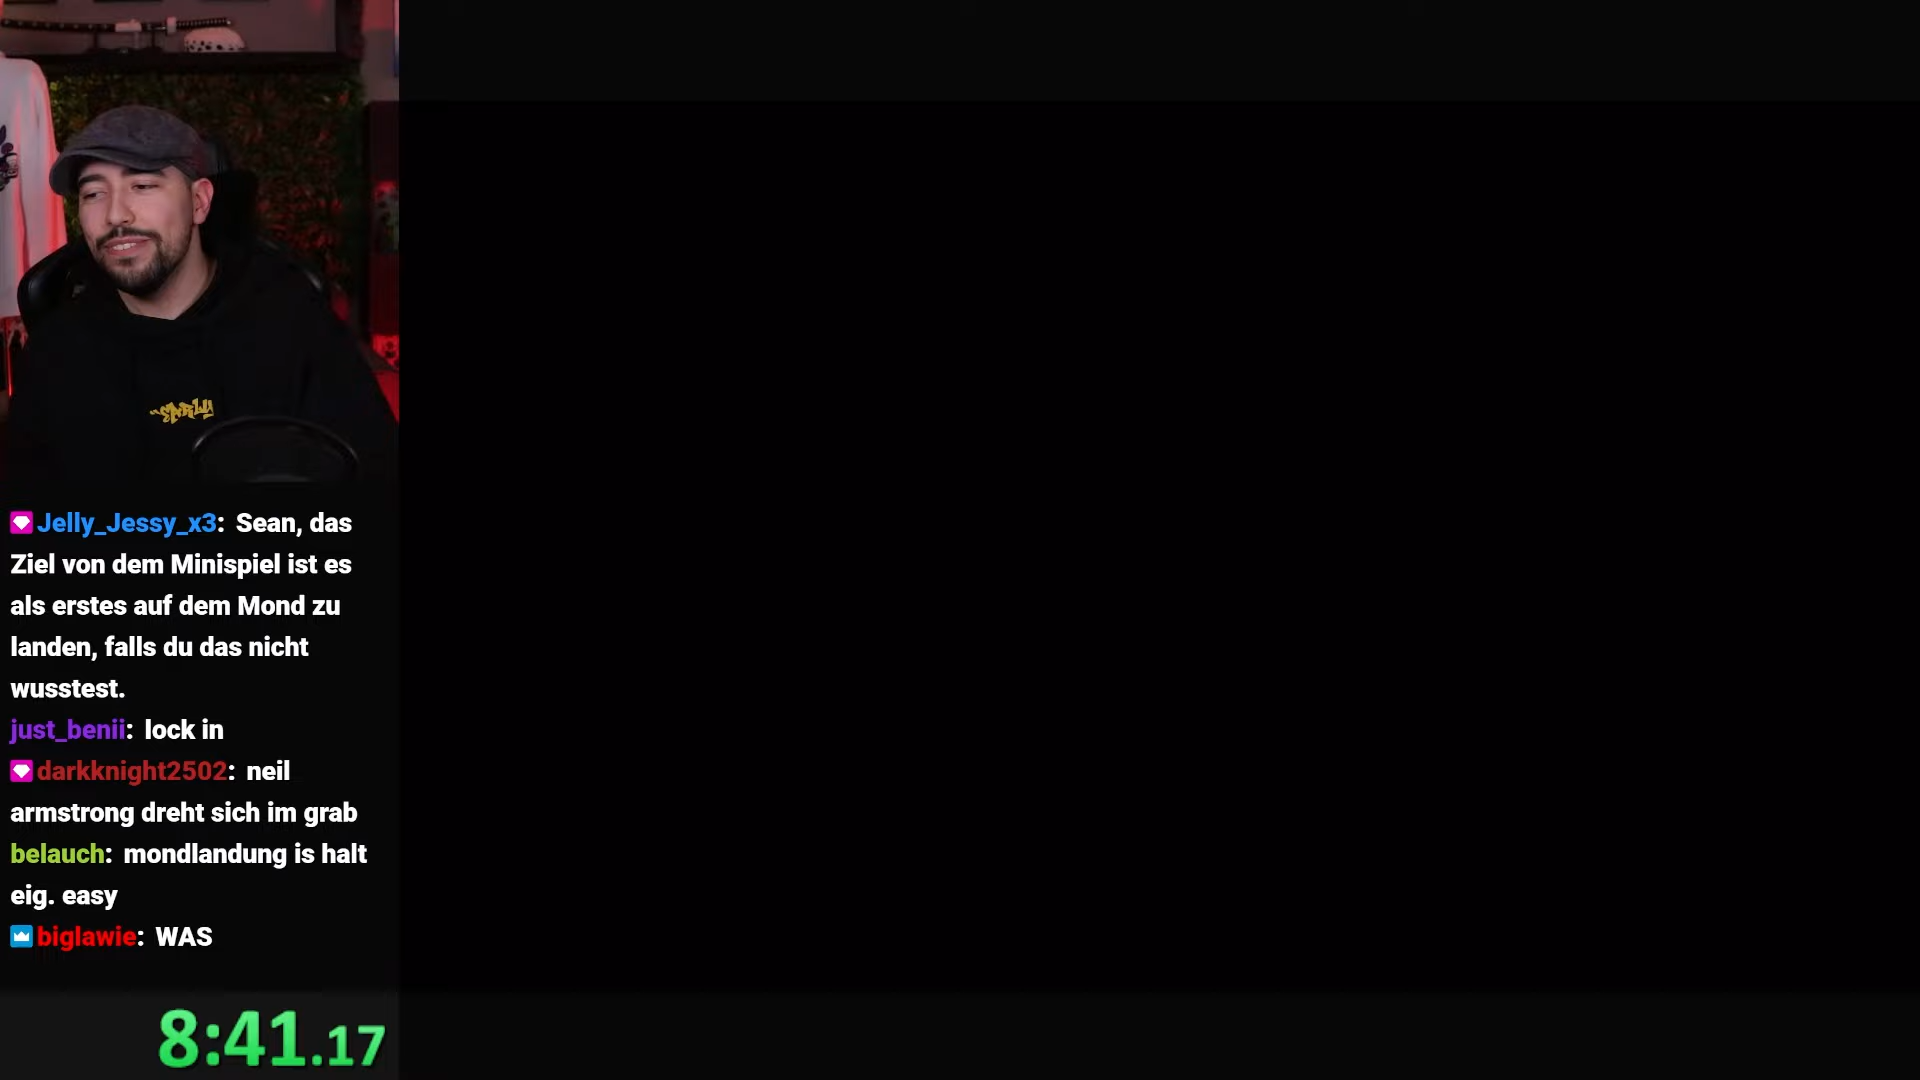 EARLY
Jelly_Jessy_x3: Sean, das
Ziel von dem Minispiel ist es
als erstes auf dem Mond zu
landen, falls du das nicht
wusstest.
just_benii: lock in
darkknight2502: neil
armstrong dreht sich im grab
belauch: mondlandung is halt
eig. easy
biglawie: WAS
8:41.17